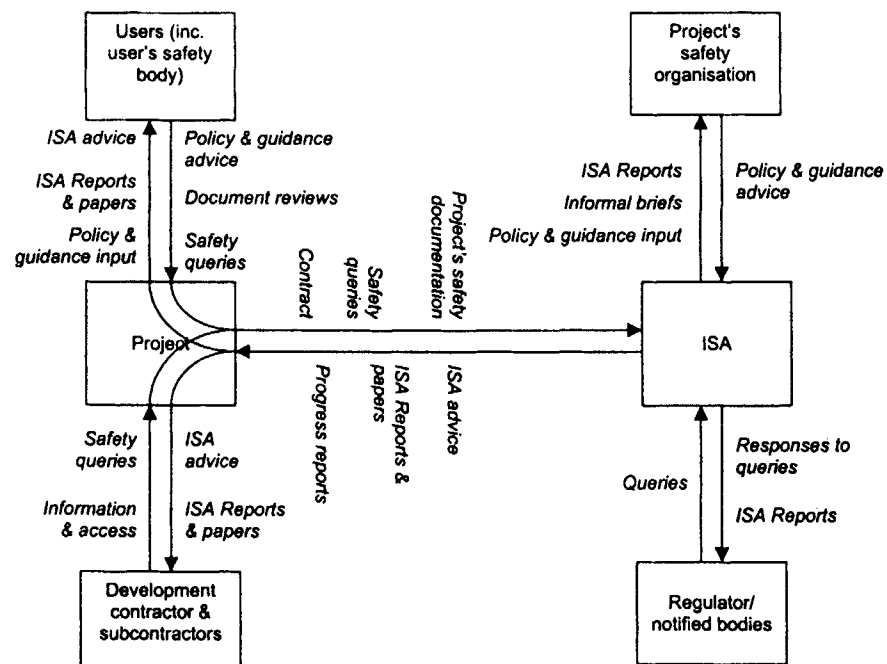 Users (inc.
user's safety
body)
Project's
safety
organisation
ISA advice
ISA Reports
& papers
Policy &
guidance input
Policy & guidance
advice
Document reviews
Safety
queries
ISA Reports
Informal briefs
Policy & guidance input
Policy & guidance
advice
Contract
Safety
queries
Project's safety
documentation
Project
ISA
Progress reports
ISA Reports &
papers
ISA advice
Safety
queries
Information
& access
ISA
advice
ISA Reports
& papers
Queries
Responses to
queries
ISA Reports
Development
contractor &
subcontractors
Regulator/
notified bodies